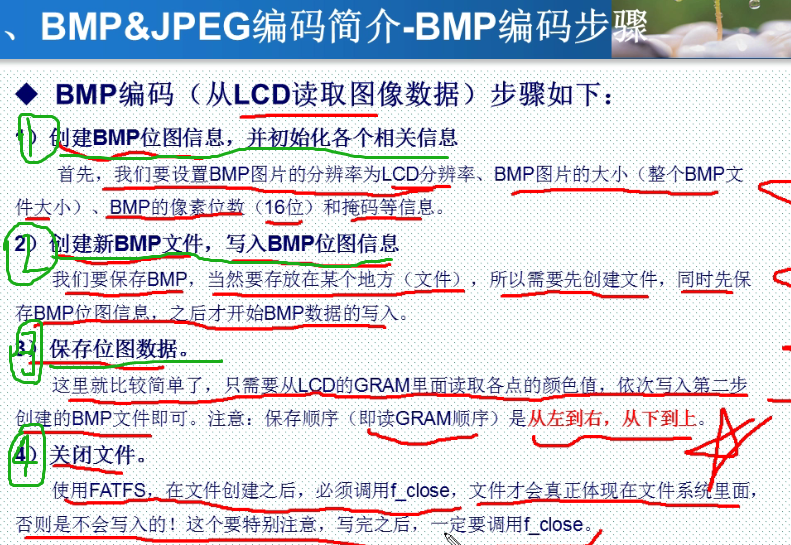 、BMP&JPEG编码简介-BMP编码步骤
◆ BMP编码（从LCD读取图像数据）步骤如下：
1）创建BMP位图信息，并初始化各个相关信息
首先，我们要设置BMP图片的分辨率为LCD分辨率、BMP图片的大小（整个BMP文
件大小）、BMP的像素位数（16位）和掩码等信息。
2）创建新BMP文件，写入BMP位图信息
我们要保存BMP，当然要存放在某个地方（文件），所以需要先创建文件，同时先保
存BMP位图信息，之后才开始BMP数据的写入。
3）保存位图数据。
这里就比较简单了，只需要从LCD的GRAM里面读取各点的颜色值，依次写入第二步
创建的BMP文件即可。注意：保存顺序（即读GRAM顺序）是从左到右，从下到上。
4）关闭文件。
使用FATFS，在文件创建之后，必须调用f_close，文件才会真正体现在文件系统里面，
否则是不会写入的！这个要特别注意，写完之后，一定要调用f_close。